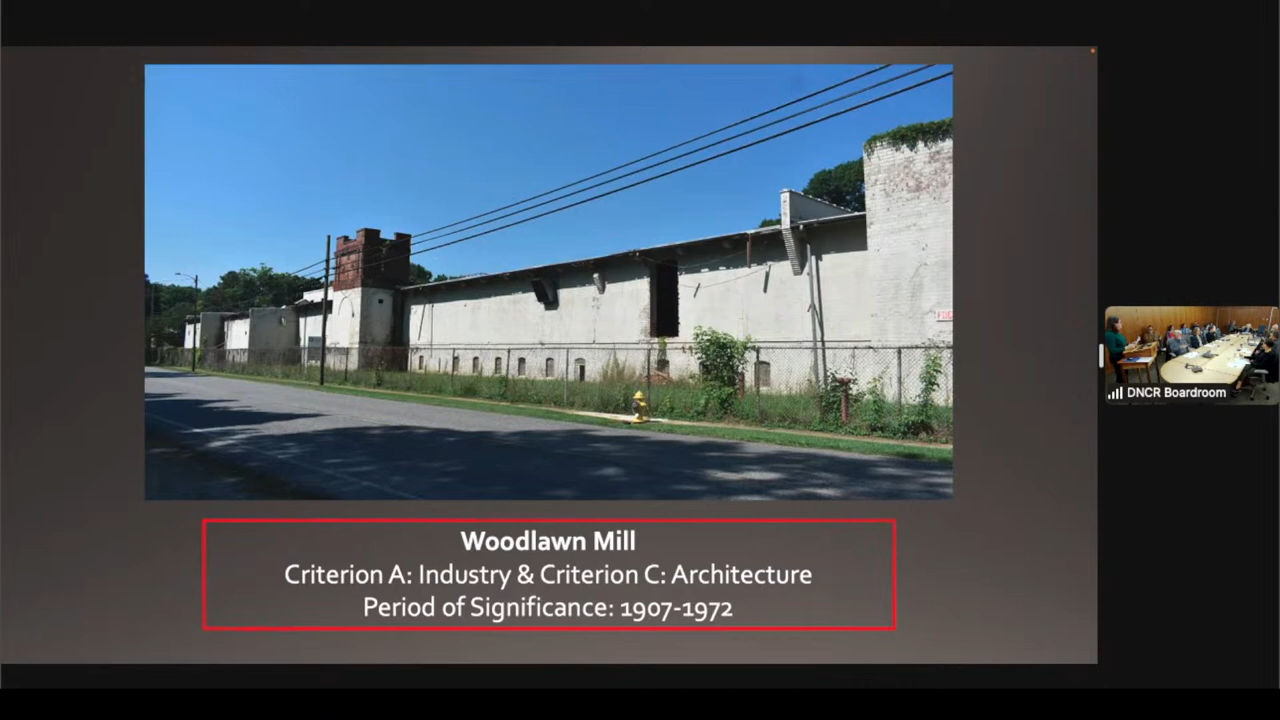 Woodlawn Mill
Criterion A: Industry & Criterion C: Architecture
Period of Significance: 1907-1972
DNCR Boardroom